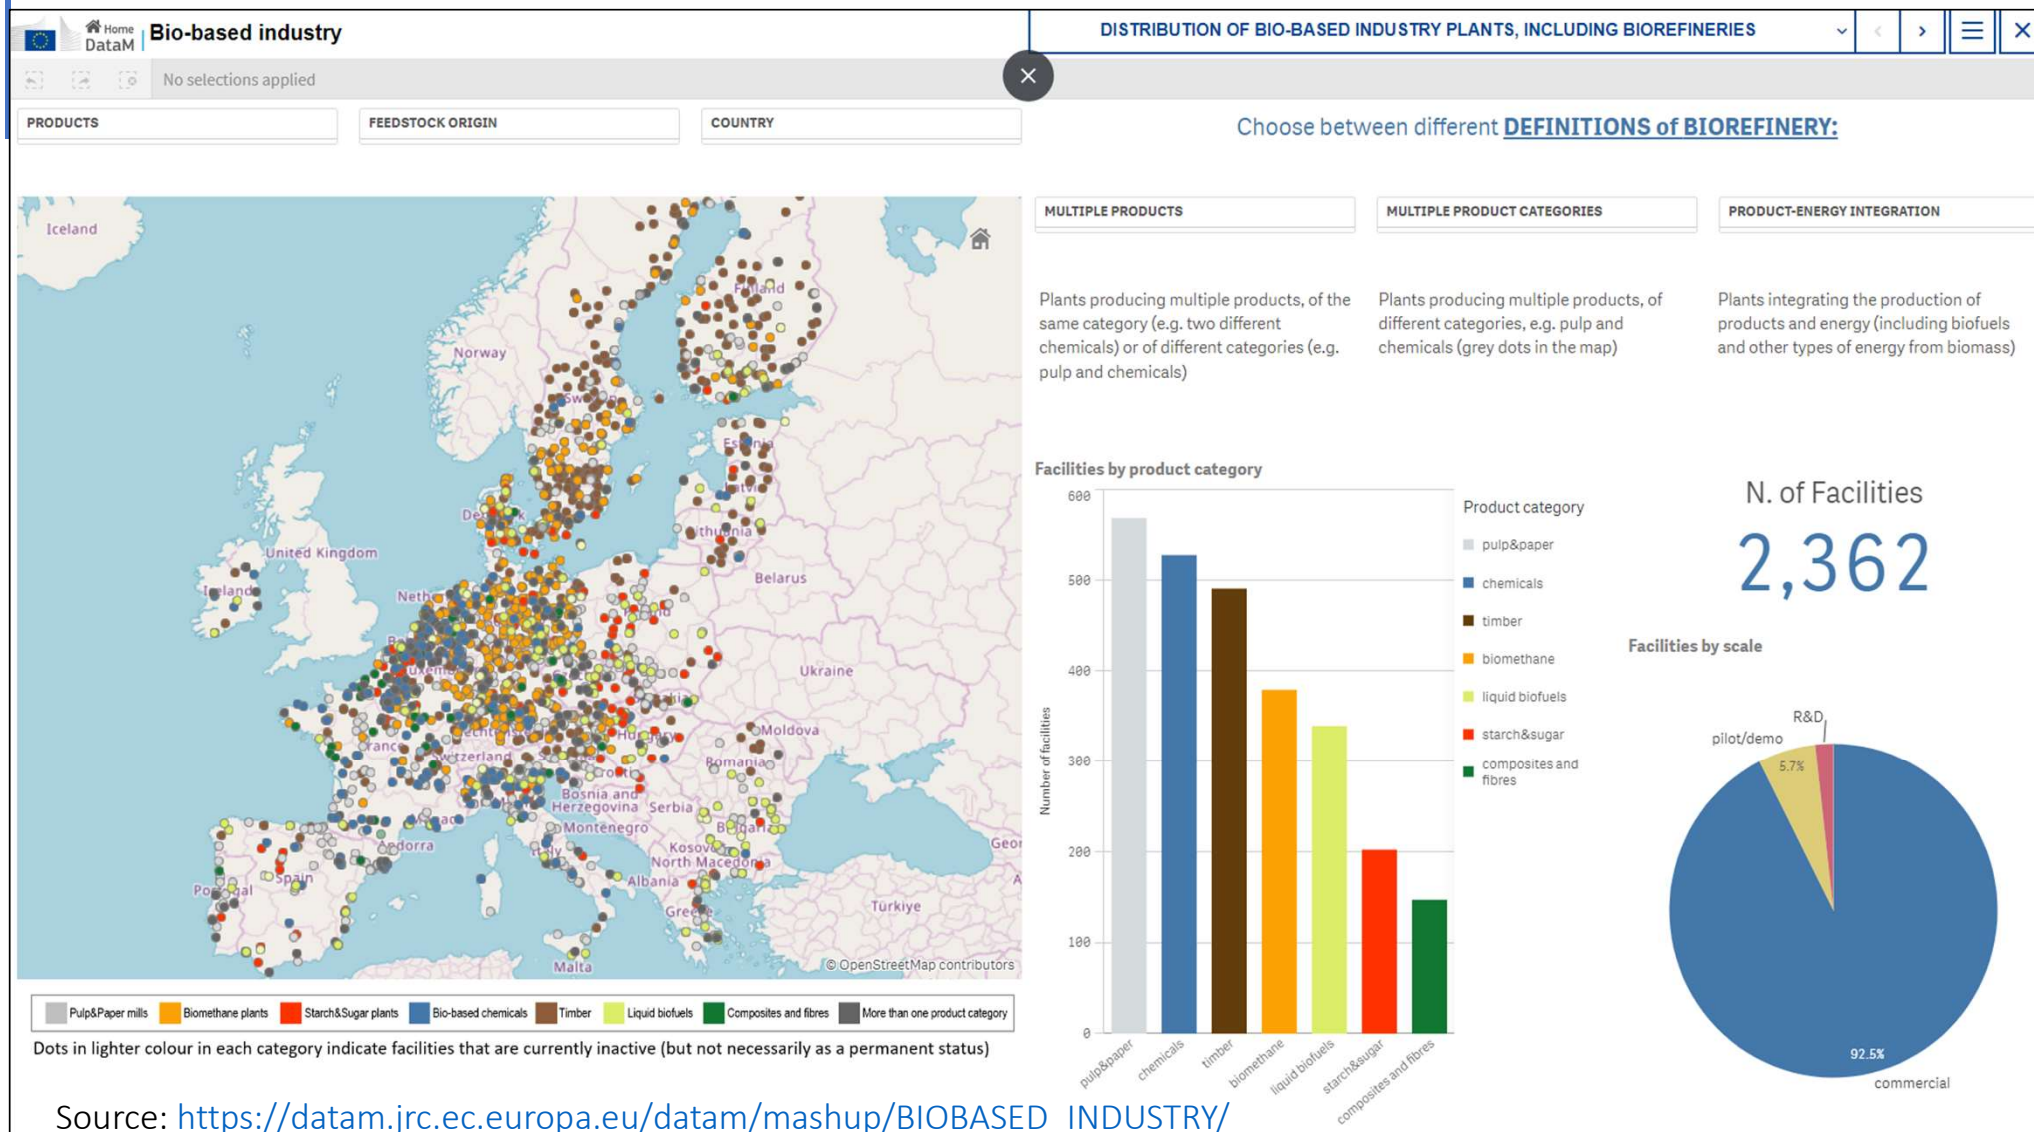 Home
DataM
Bio-based industry
DISTRIBUTION OF BIO-BASED INDUSTRY PLANTS, INCLUDING BIOREFINERIES
No selections applied
PRODUCTS
FEEDSTOCK ORIGIN
COUNTRY
Choose between different DEFINITIONS of BIOREFINERY:
MULTIPLE PRODUCTS
MULTIPLE PRODUCT CATEGORIES
PRODUCT-ENERGY INTEGRATION
Plants producing multiple products, of the
same category (e.g. two different
chemicals) or of different categories (e.g.
pulp and chemicals)
Plants producing multiple products, of
different categories, e.g. pulp and
chemicals (grey dots in the map)
Plants integrating the production of
products and energy (including biofuels
and other types of energy from biomass)
Iceland
Norway
Finland
United Kingdom
Ireland
Belarus
Ukraine
Moldova
Romania
Switzerland
Bosnia and
Herzegovina
Serbia
Montenegro
Kosovo
North Macedonia
Albania
Andorra
Spain
Portugal
Italy
Greece
Türkiye
Malta
© OpenStreetMap contributors
Pulp&Paper mills
Biomethane plants
Starch&Sugar plants
Bio-based chemicals
Timber
Liquid biofuels
Composites and fibres
More than one product category
Dots in lighter colour in each category indicate facilities that are currently inactive (but not necessarily as a permanent status)
Facilities by product category
Number of facilities
600
500
400
300
200
100
0
pulp&paper
chemicals
timber
biomethane
liquid biofuels
starch&sugar
composites and fibres
Product category
pulp&paper
chemicals
timber
biomethane
liquid biofuels
starch&sugar
composites and
fibres
N. of Facilities
2,362
Facilities by scale
R&D
pilot/demo
5.7%
92.5%
commercial
Source: https://datam.jrc.ec.europa.eu/datam/mashup/BIOBASED_INDUSTRY/